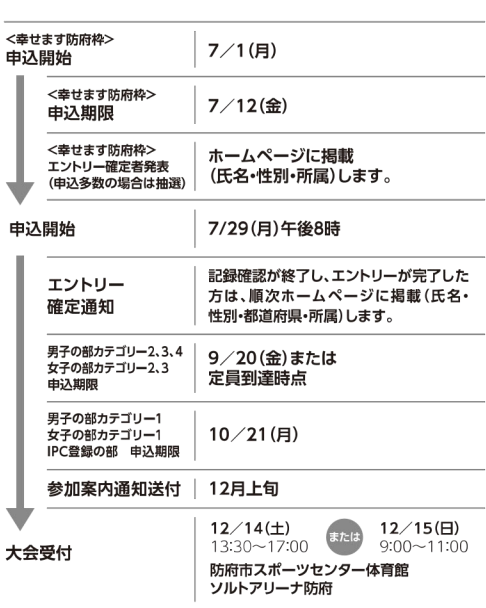 <幸せます防府枠>
申込開始
7/1(月)
<幸せます防府枠>
申込期限
7/12(金)
<幸せます防府枠>
エントリー確定者発表
(申込多数の場合は抽選)
ホームページに掲載
(氏名・性別・所属)します。
申込開始
7/29(月)午後8時
エントリー
確定通知
記録確認が終了し、エントリーが完了した
方は、順次ホームページに掲載(氏名・
性別・都道府県・所属)します。
男子の部カテゴリー2、3、4
女子の部カテゴリー2、3
申込期限
9/20(金)または
定員到達時点
男子の部カテゴリー1
女子の部カテゴリー1
IPC登録の部 申込期限
10/21(月)
参加案内通知送付
12月上旬
大会受付
12/14(土)
13:30~17:00
または
12/15(日)
9:00~11:00
防府市スポーツセンター体育館
ソルトアリーナ防府